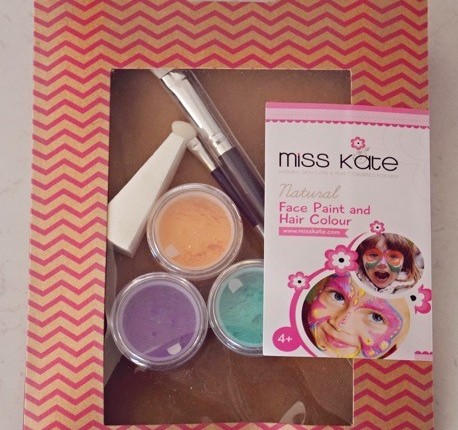 miss Kate
Natural
Face Paint and
Hair Colour
www.misskate.com
4+